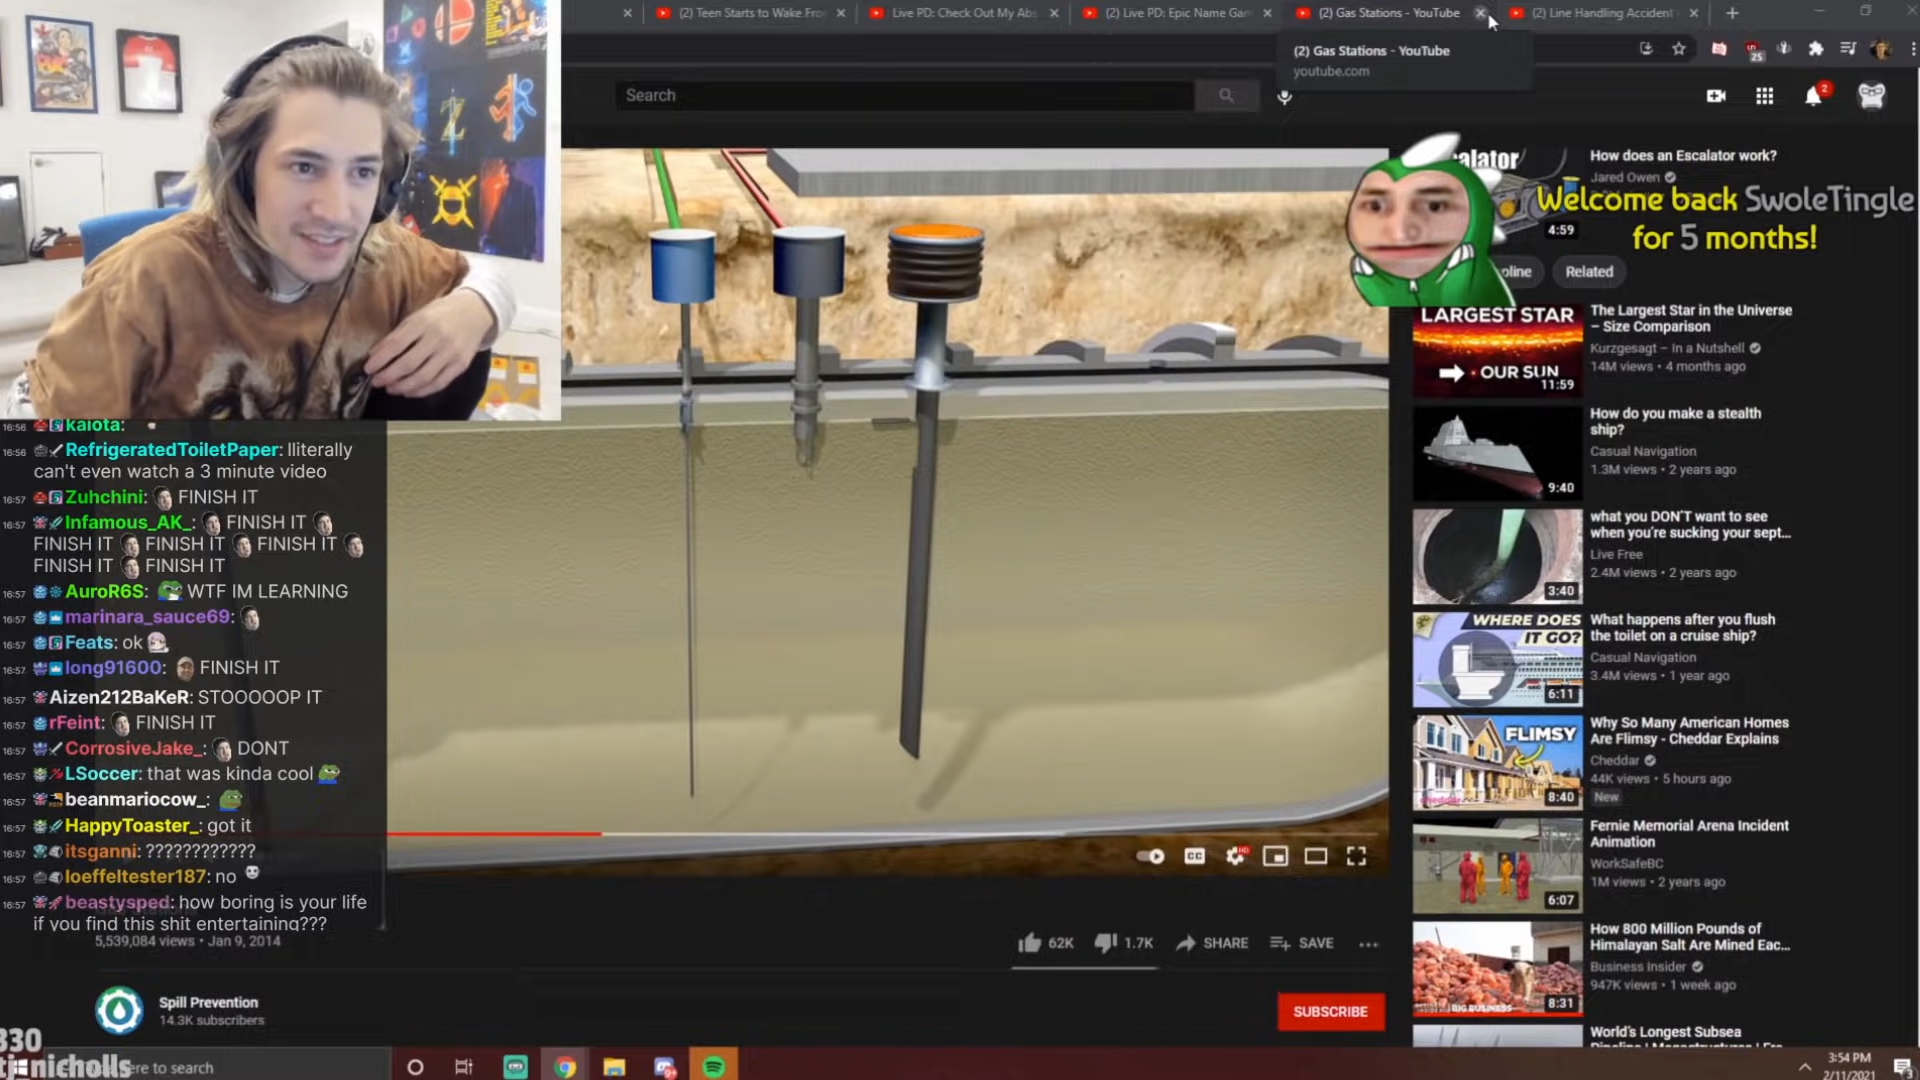 (2) Teen Starts to Wake Fro
Live PD: Check Out My Abs
(2) Live PD: Epic Name Gam
(2) Gas Stations - YouTube
(2) Line Handling Accident
(2) Gas Stations - YouTube
youtube.com
25
Search
2
alator
4:59
How does an Escalator work?
Jared Owen
Welcome back SwoleTingle
for 5 months!
pline
Related
LARGEST STAR
OUR SUN
11:59
The Largest Star in the Universe
– Size Comparison
Kurzgesagt – In a Nutshell
14M views • 4 months ago
9:40
How do you make a stealth
ship?
Casual Navigation
1.3M views • 2 years ago
3:40
what you DON'T want to see
when you're sucking your sept...
Live Free
2.4M views • 2 years ago
WHERE DOES
IT GO?
6:11
What happens after you flush
the toilet on a cruise ship?
Casual Navigation
3.4M views • 1 year ago
FLIMSY
8:40
Why So Many American Homes
Are Flimsy - Cheddar Explains
Cheddar
44K views • 5 hours ago
New
6:07
Fernie Memorial Arena Incident
Animation
WorkSafeBC
1M views • 2 years ago
BIG BUSINESS
8:31
How 800 Million Pounds of
Himalayan Salt Are Mined Eac...
Business Insider
947K views • 1 week ago
World's Longest Subsea
16:56 kaiota:
16:56 RefrigeratedToiletPaper: lliterally
can't even watch a 3 minute video
16:57 Zuhchini: FINISH IT
16:57 Infamous_AK_: FINISH IT
FINISH IT FINISH IT FINISH IT
FINISH IT FINISH IT
16:57 AuroR6S: WTF IM LEARNING
16:57 marinara_sauce69:
16:57 Feats: ok
16:57 long91600: FINISH IT
16:57 Aizen212BaKeR: STOOOOOP IT
16:57 rFeint: FINISH IT
16:57 CorrosiveJake_: DONT
16:57 LSoccer: that was kinda cool
16:57 beanmariocow_:
16:57 HappyToaster_: got it
16:57 itsganni: ????????????
16:57 loeffeltester187: no
16:57 beastysped: how boring is your life
if you find this shit entertaining???
5,539,084 views • Jan 9, 2014
62K
1.7K
SHARE
SAVE
CC
HD
Spill Prevention
14.3K subscribers
SUBSCRIBE
330
nicholls
ere to search
3:54 PM
2/11/2021
3